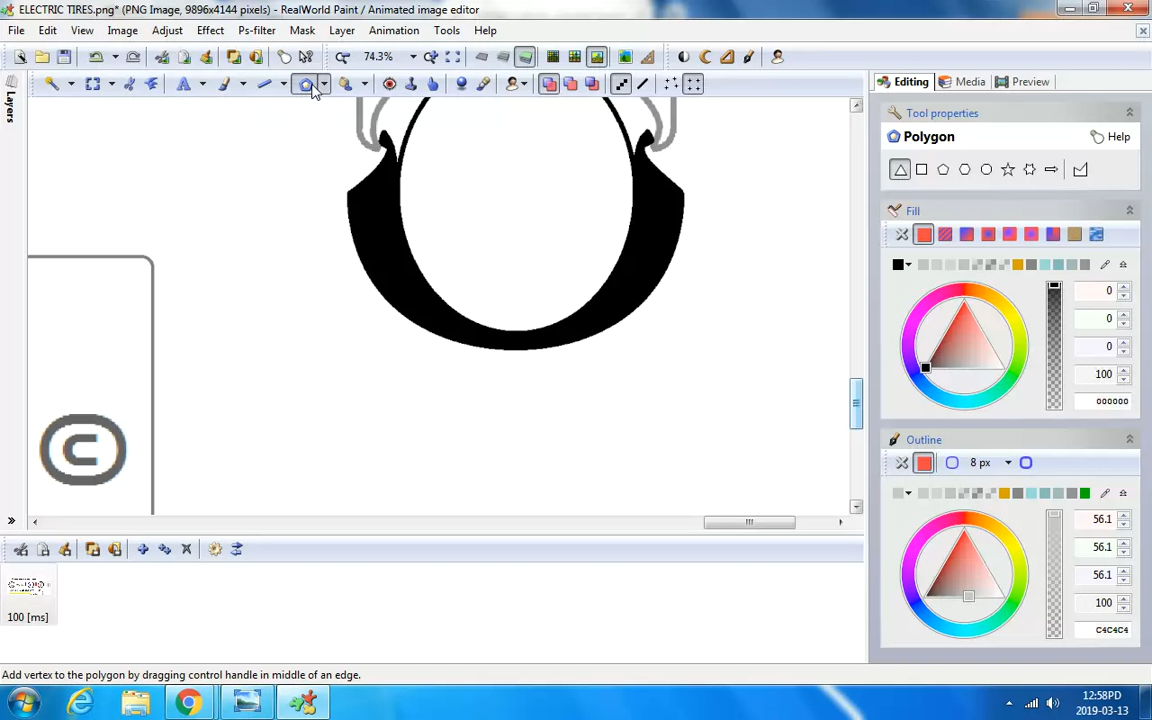 ELECTRIC TIRES.png* (PNG Image, 9896x4144 pixels) - RealWorld Paint / Animated image editor
File Edit View Image Adjust Effect Ps-filter Mask Layer Animation Tools Help
74.3%
Editing Media Preview
Layers
Tool properties
Polygon Help
Fill
0
0
0
100
000000
C
Outline
8 px
56.1
56.1
56.1
100
C4C4C4
100 [ms]
Add vertex to the polygon by dragging control handle in middle of an edge.
12:58PD
2019-03-13